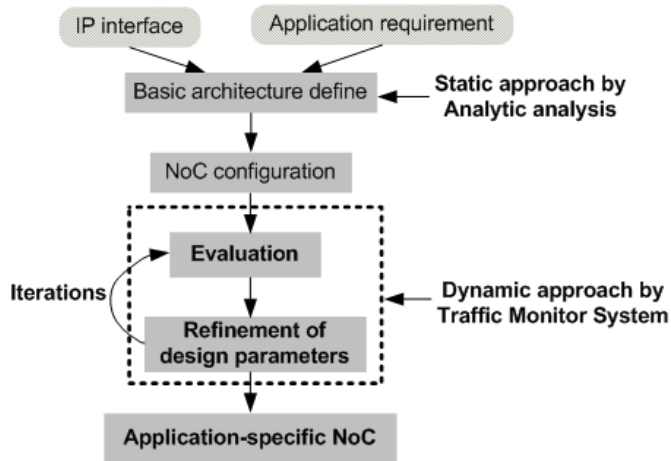 IP interface
Application requirement
Basic architecture define
Static approach by
Analytic analysis
NoC configuration
Evaluation
Iterations
Dynamic approach by
Traffic Monitor System
Refinement of
design parameters
Application-specific NoC